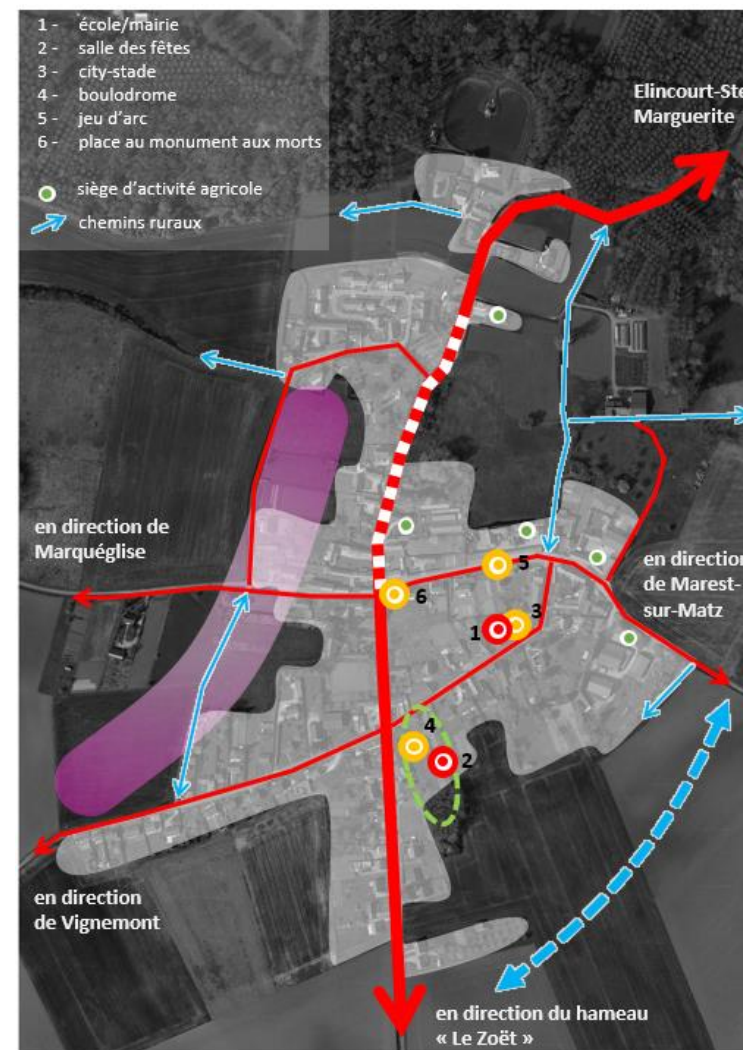 1 - école/mairie
2 - salle des fêtes
3 - city-stade
4 - boulodrome
5 - jeu d'arc
6 - place au monument aux morts
siège d'activité agricole
chemins ruraux
Elincourt-Ste
Marguerite
en direction de
Marquéglise
5
en direction
de Marest-
sur-Matz
6
3
1
4
2
en direction
de Vignemont
en direction du hameau
« Le Zoët »